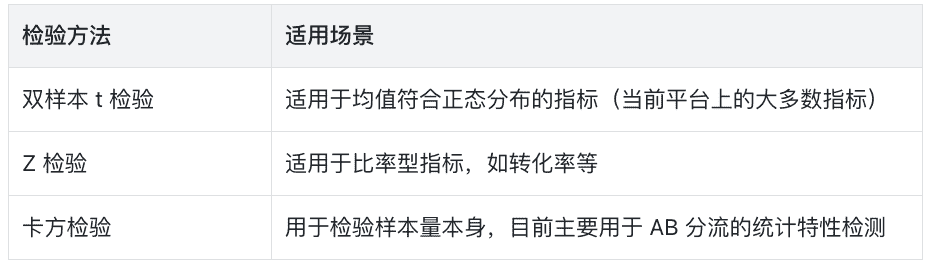 检验方法 适用场景
双样本 t 检验 适用于均值符合正态分布的指标（当前平台上的大多数指标）
Z 检验 适用于比率型指标，如转化率等
卡方检验 用于检验样本量本身，目前主要用于 AB 分流的统计特性检测